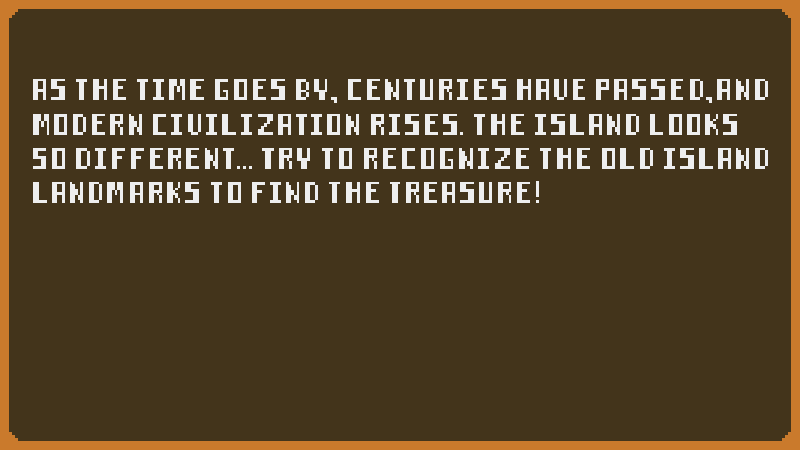 AS THE TIME GOES BY, CENTURIES HAVE PASSED,AND
MODERN CIVILIZATION RISES. THE ISLAND LOOKS
SO DIFFERENT... TRY TO RECOGNIZE THE OLD ISLAND
LANDMARKS TO FIND THE TREASURE!